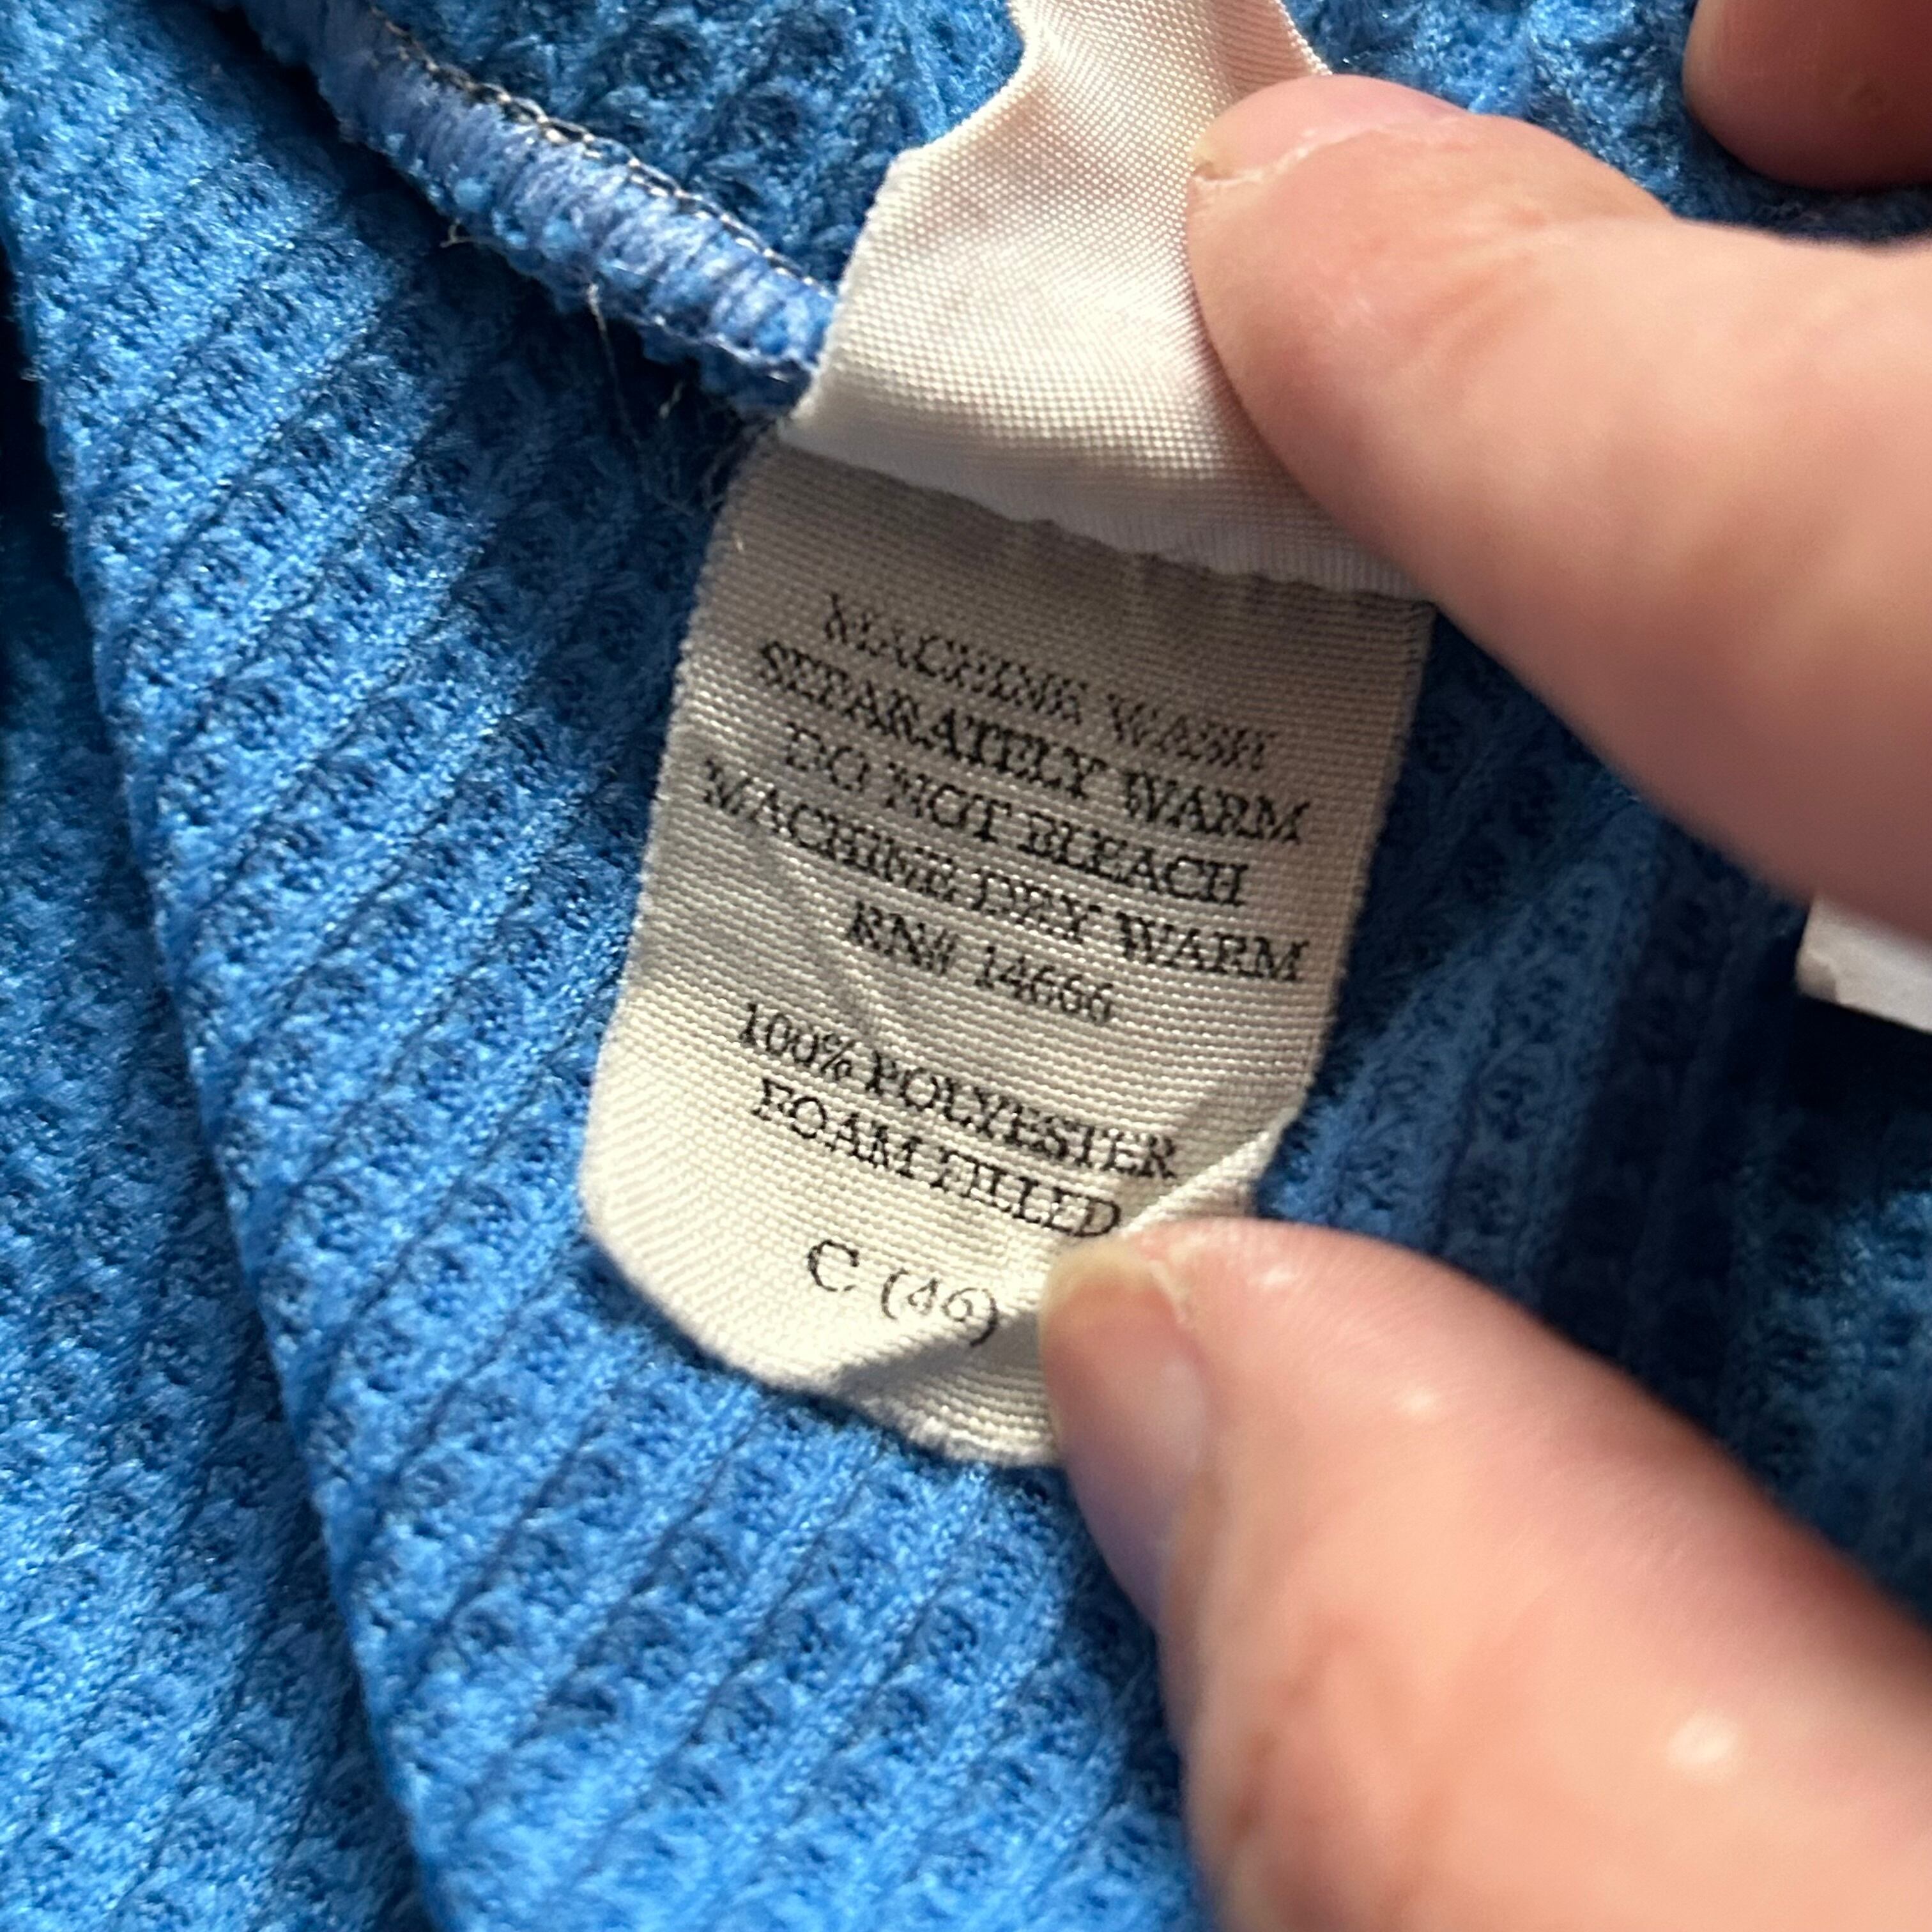 MACHINE WASH
SEPARATELY WARM
DO NOT BLEACH
MACHINE DRY WARM
RN# 14666
100% POLYESTER
FOAM FILLED
C (46)